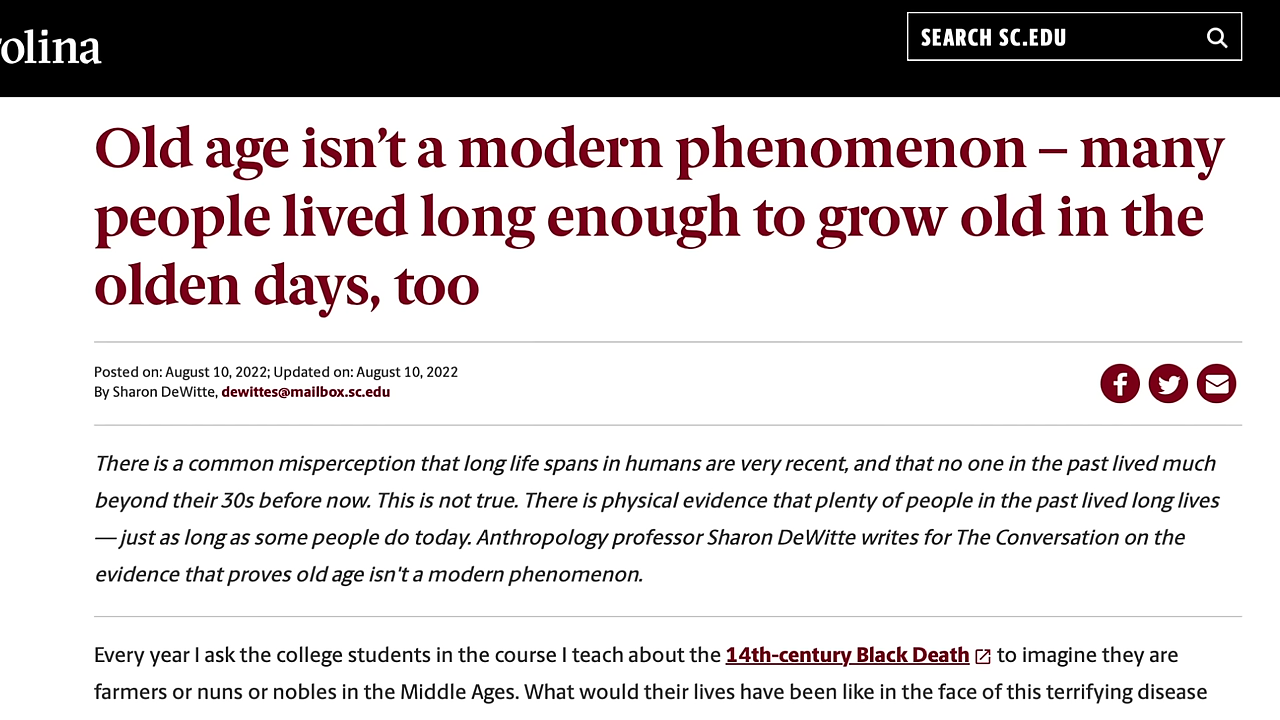 olina
SEARCH SC.EDU
Old age isn’t a modern phenomenon – many
people lived long enough to grow old in the
olden days, too
Posted on: August 10, 2022; Updated on: August 10, 2022
By Sharon DeWitte, dewittes@mailbox.sc.edu
There is a common misperception that long life spans in humans are very recent, and that no one in the past lived much
beyond their 30s before now. This is not true. There is physical evidence that plenty of people in the past lived long lives
— just as long as some people do today. Anthropology professor Sharon DeWitte writes for The Conversation on the
evidence that proves old age isn't a modern phenomenon.
Every year I ask the college students in the course I teach about the 14th-century Black Death to imagine they are
farmers or nuns or nobles in the Middle Ages. What would their lives have been like in the face of this terrifying disease